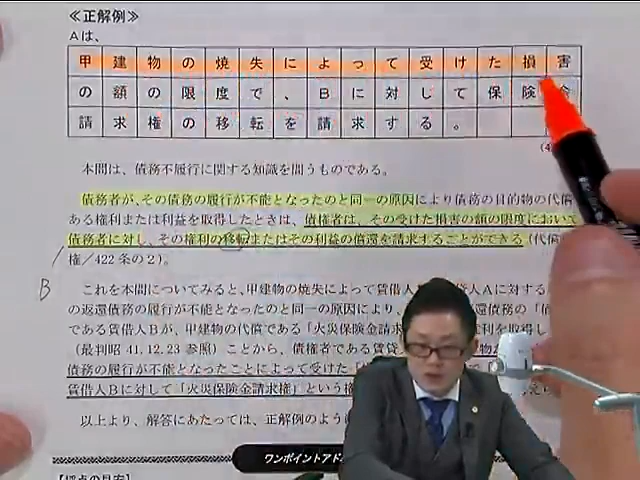 ≪正解例≫
Aは、
甲建物の焼失によって受けた損害
の額の限度で、Bに対して保険金
請求権の移転を請求する。
本問は、債務不履行に関する知識を問うものである。
債務者が、その債務の履行が不能となったのと同一の原因により債務の目的物の代償
ある権利または利益を取得したときは、債権者は、その受けた損害の額の限度において
債務者に対し、その権利の移転またはその利益の償還を請求することができる（代償
権／422条の2）。
B
これを本問についてみると、甲建物の焼失によって賃借人
人Aに対する
の返還債務の履行が不能となったのと同一の原因により、
還債務の「
である賃借人Bが、甲建物の代償である「火災保険金請求
利を取得し
（最判昭41.12.23参照）ことから、債権者である賃貸
債務の履行が不能となったことによって受けた
賃借人Bに対して「火災保険金請求権」という権
以上より、解答にあたっては、正解例のように
ワンポイントアド
【採点の目安】